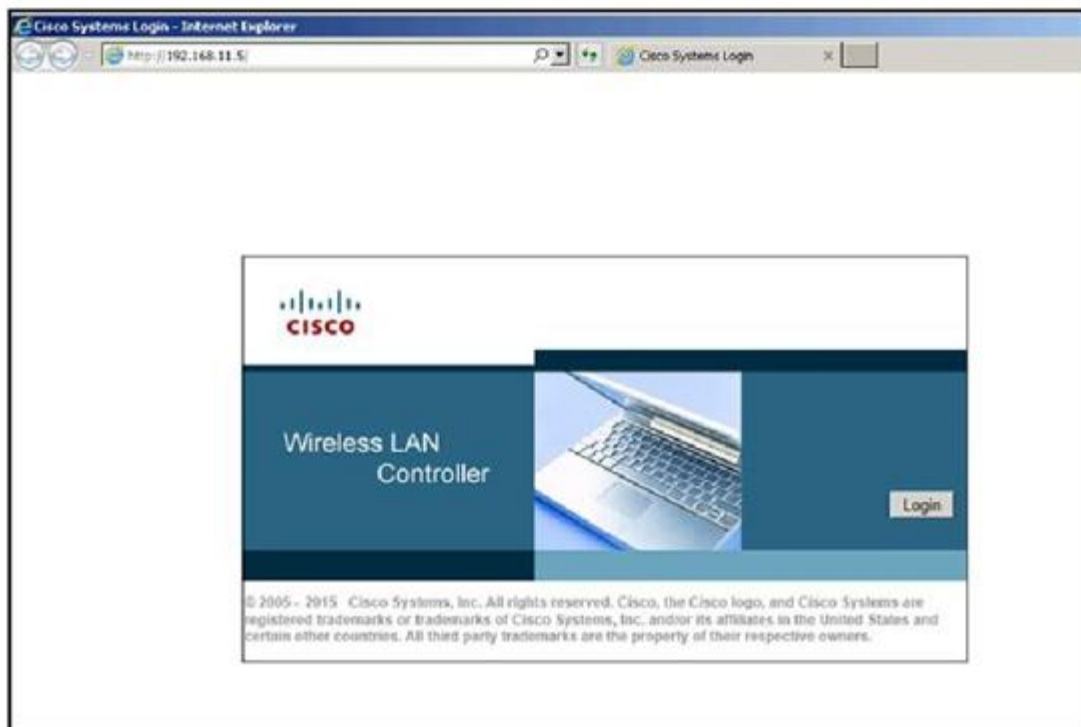 Cisco Systems Login - Internet Explorer
http://192.168.11.5/
Cisco Systems Login
CISCO
Wireless LAN
Controller
Login
© 2005 - 2015 Cisco Systems, Inc. All rights reserved. Cisco, the Cisco logo, and Cisco Systems are
registered trademarks or trademarks of Cisco Systems, Inc. and/or its affiliates in the United States and
certain other countries. All third party trademarks are the property of their respective owners.